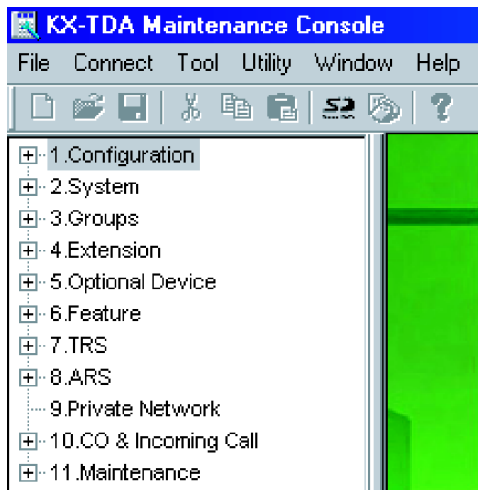 KX-TDA Maintenance Console
File Connect Tool Utility Window Help
1.Configuration
2.System
3.Groups
4.Extension
5.Optional Device
6.Feature
7.TRS
8.ARS
9.Private Network
10.CO & Incoming Call
11.Maintenance